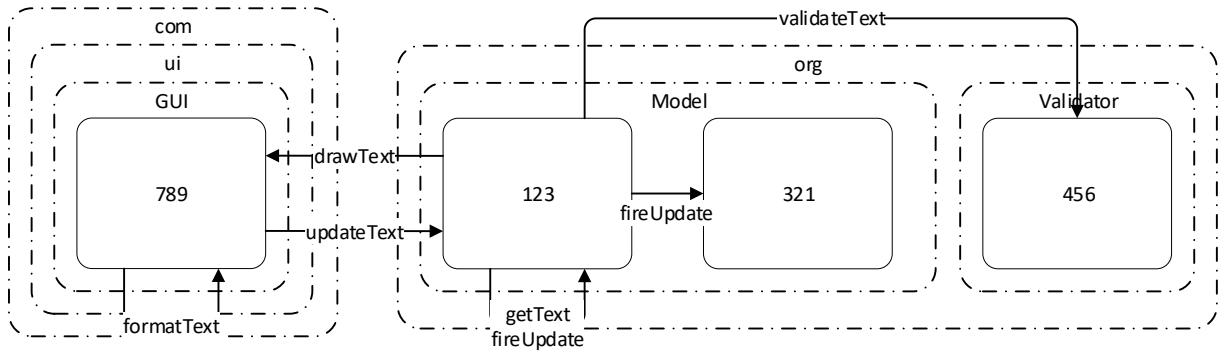 validateText
com
ui
org
GUI
Model
Validator
drawText
789
123
321
456
fireUpdate
updateText
formatText
getText
fireUpdate